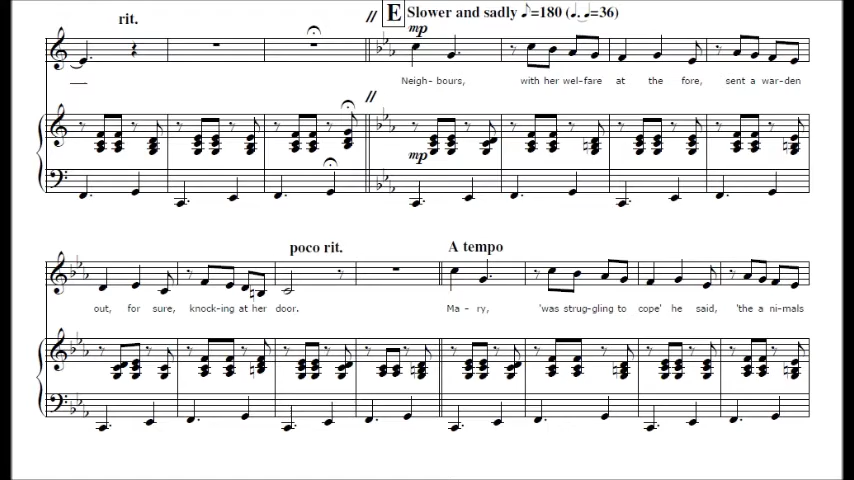 rit.
E Slower and sadly ♪=180 (♩. ♩=36)
mp
Neigh- bours, with her wel-fare at the fore, sent a war-den
mp
poco rit. A tempo
out, for sure, knock-ing at her door. Ma - ry, 'was strug-gling to cope' he said, 'the a ni-mals